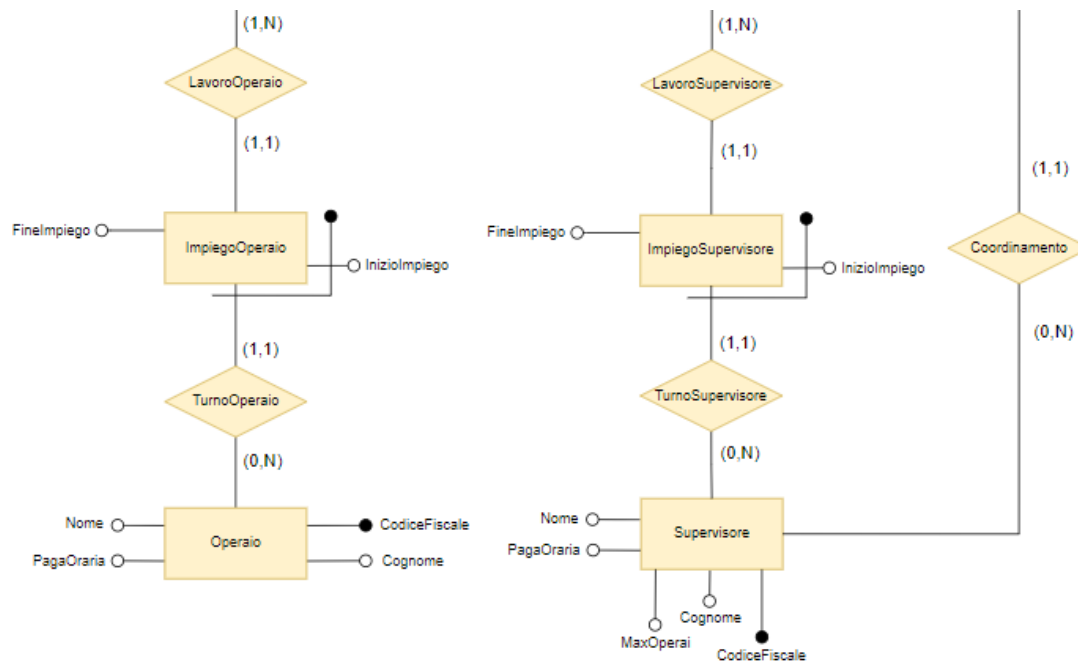 (1,N)
(1,N)
LavoroOperaio
LavoroSupervisore
(1,1)
(1,1)
(1,1)
FineImpiego
ImpiegoOperaio
InizioImpiego
FineImpiego
ImpiegoSupervisore
InizioImpiego
Coordinamento
(1,1)
(1,1)
(0,N)
TurnoOperaio
TurnoSupervisore
(0,N)
(0,N)
Nome
CodiceFiscale
PagaOraria
Operaio
Cognome
Nome
Supervisore
PagaOraria
Cognome
MaxOperai
CodiceFiscale